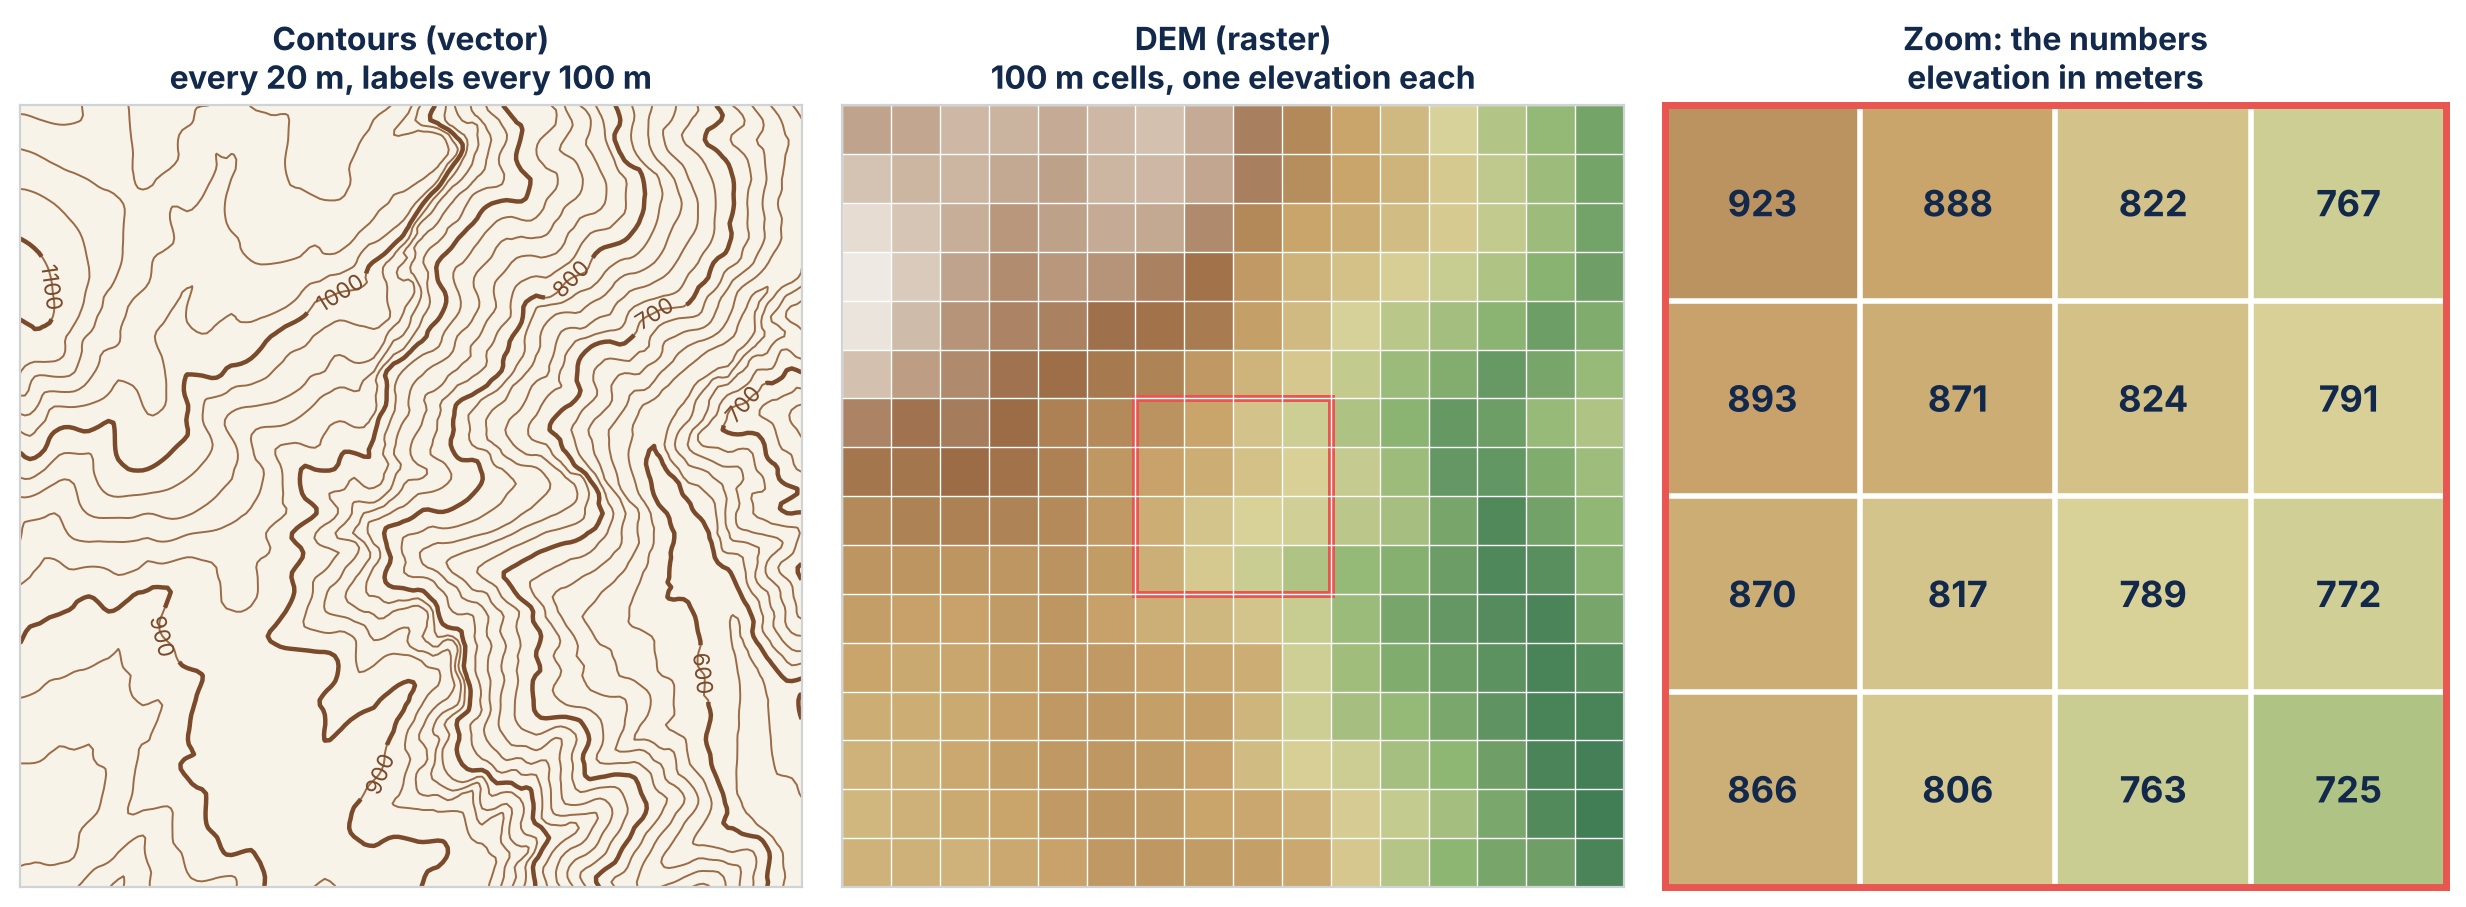 Contours (vector)
every 20 m, labels every 100 m
1100
1000
800
700
700
900
600
900
DEM (raster)
100 m cells, one elevation each
Zoom: the numbers
elevation in meters
923 888 822 767
893 871 824 791
870 817 789 772
866 806 763 725